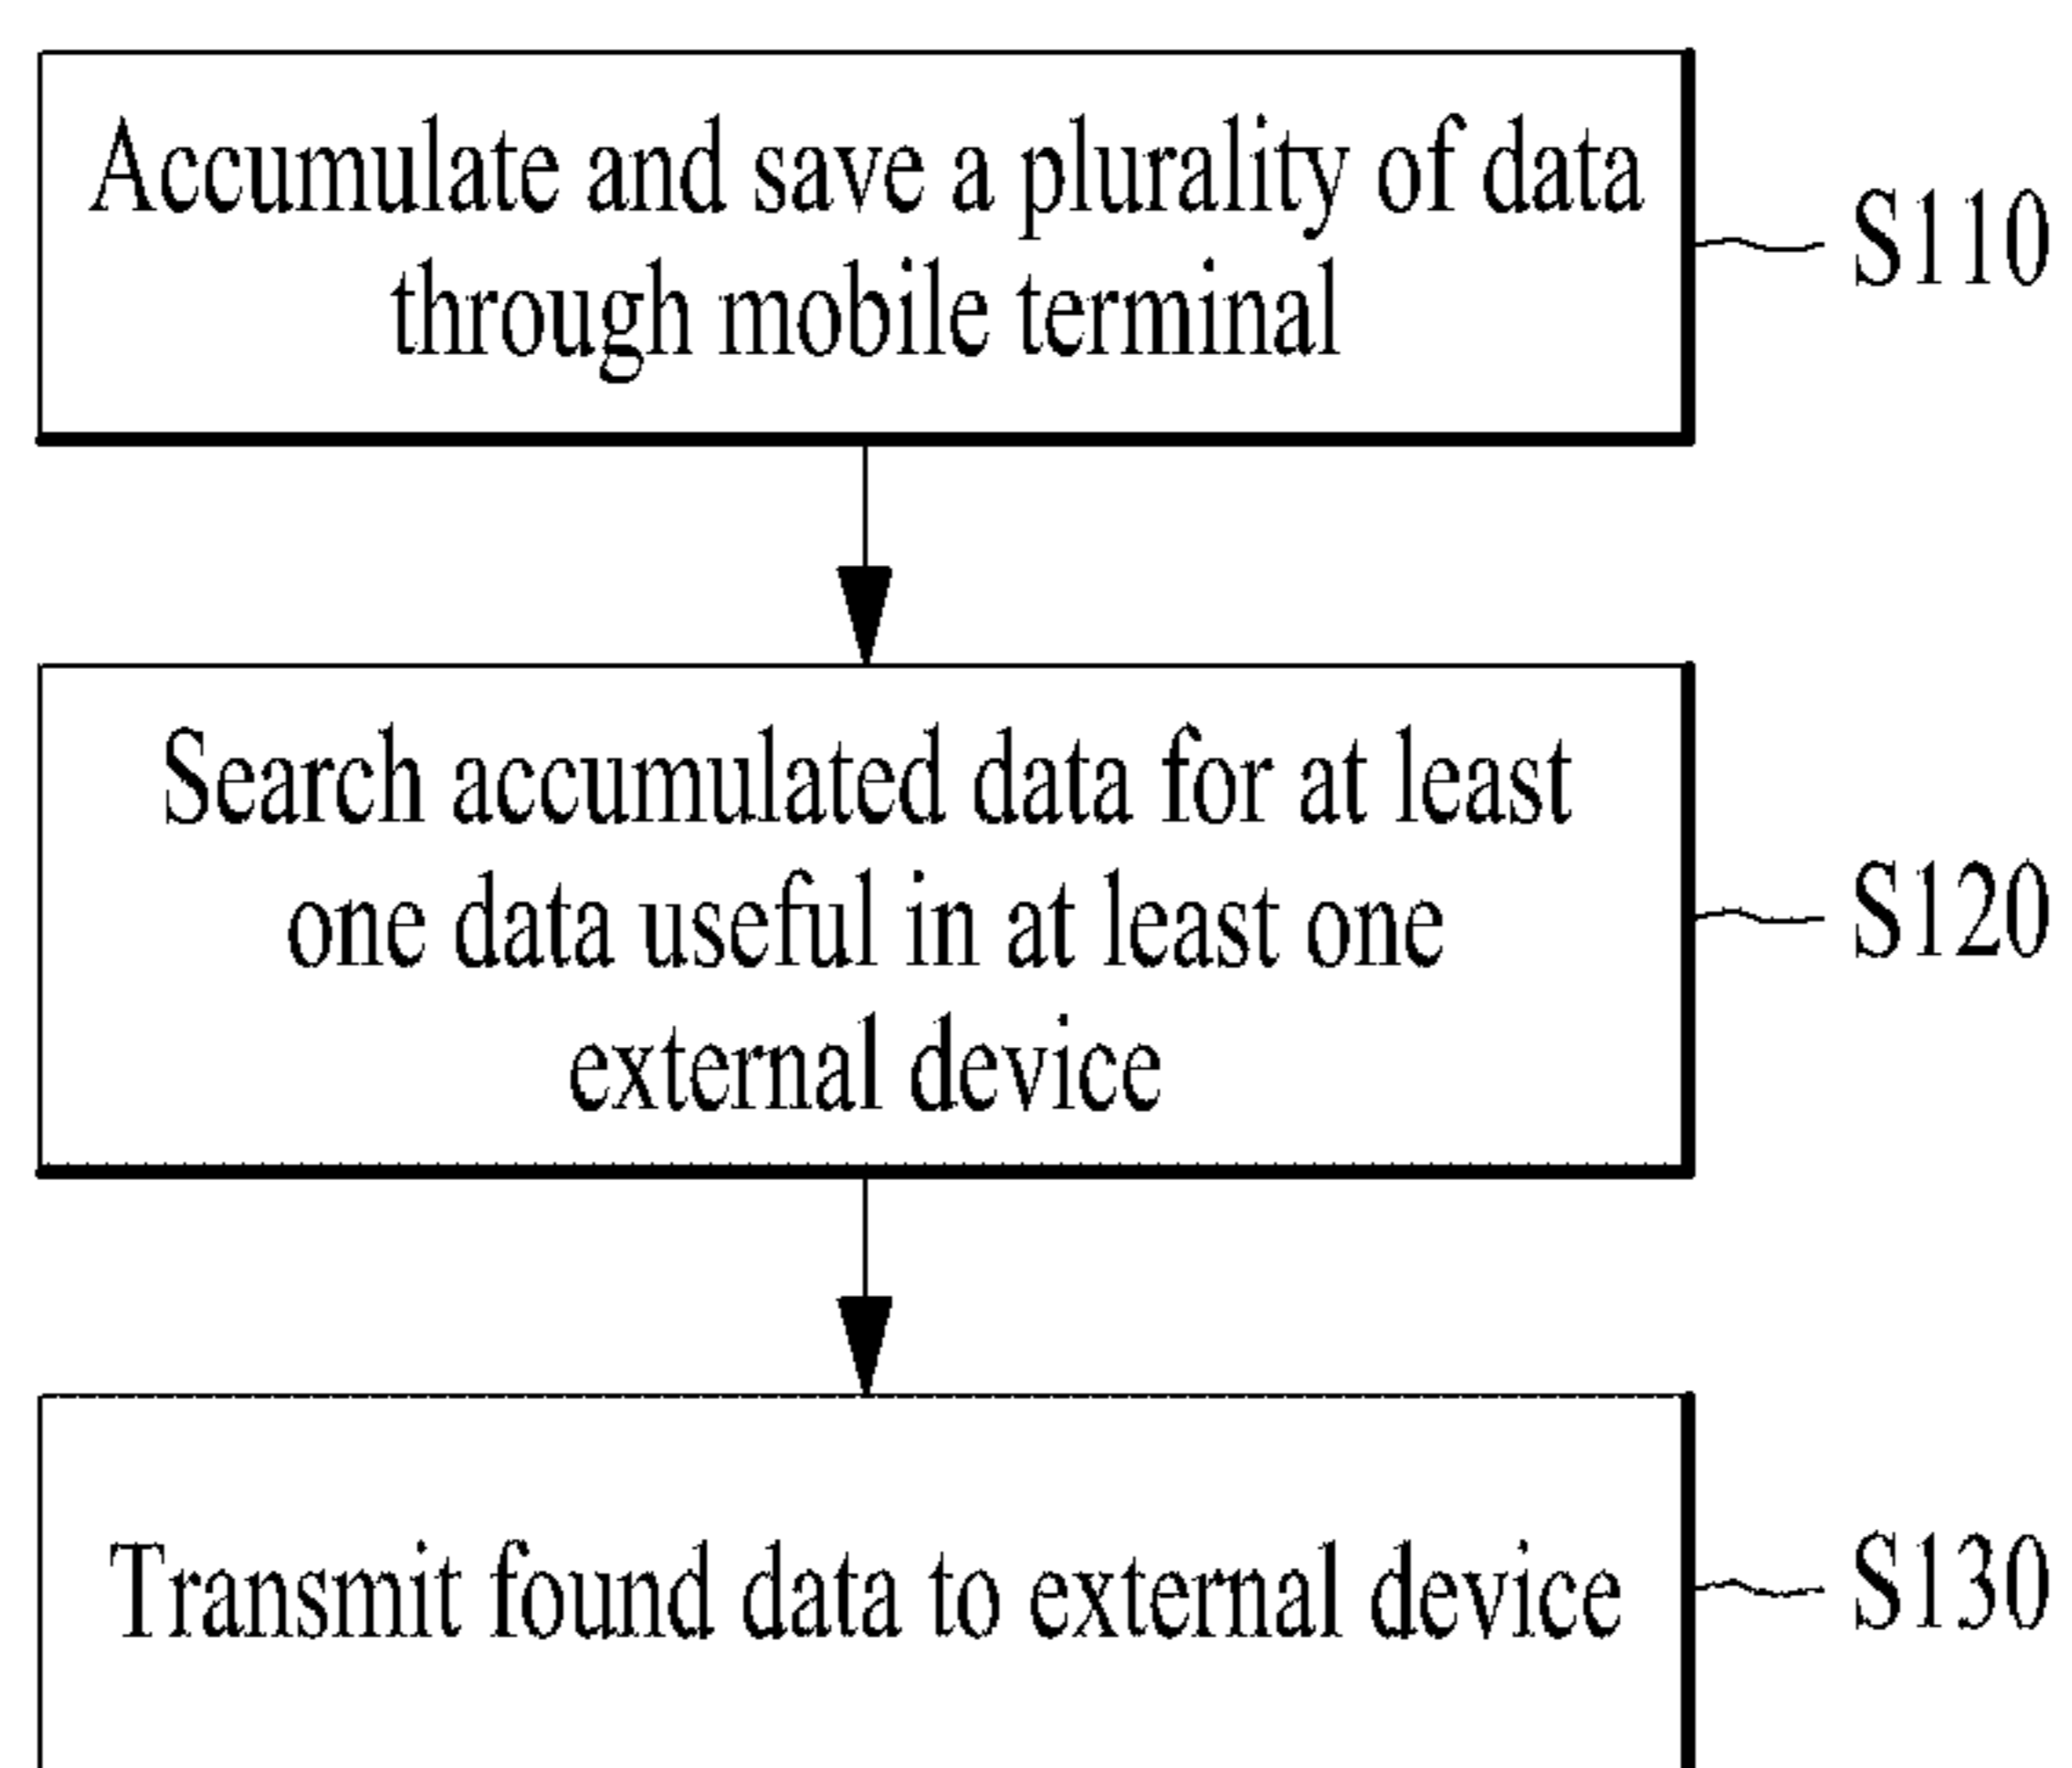 Accumulate and save a plurality of data
through mobile terminal
S110
Search accumulated data for at least
one data useful in at least one
external device
S120
Transmit found data to external device
S130